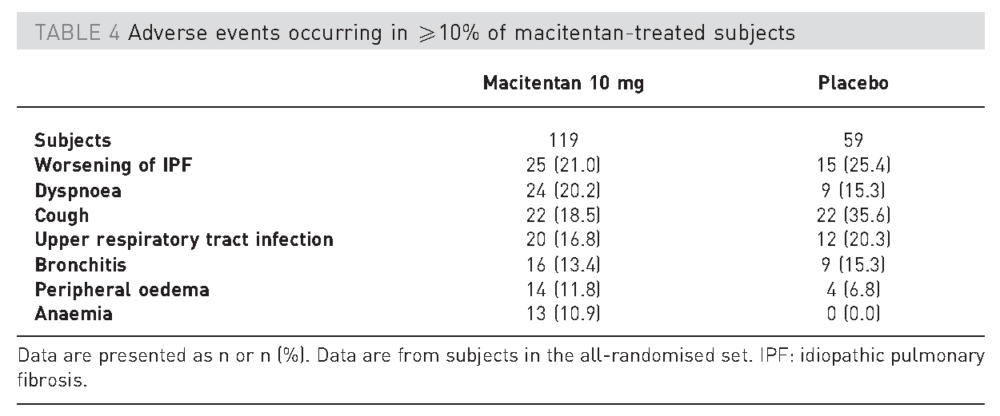 TABLE 4 Adverse events occurring in ⩾10% of macitentan-treated subjects
Macitentan 10 mg Placebo
Subjects 119 59
Worsening of IPF 25 (21.0) 15 (25.4)
Dyspnoea 24 (20.2) 9 (15.3)
Cough 22 (18.5) 22 (35.6)
Upper respiratory tract infection 20 (16.8) 12 (20.3)
Bronchitis 16 (13.4) 9 (15.3)
Peripheral oedema 14 (11.8) 4 (6.8)
Anaemia 13 (10.9) 0 (0.0)
Data are presented as n or n (%). Data are from subjects in the all-randomised set. IPF: idiopathic pulmonary
fibrosis.